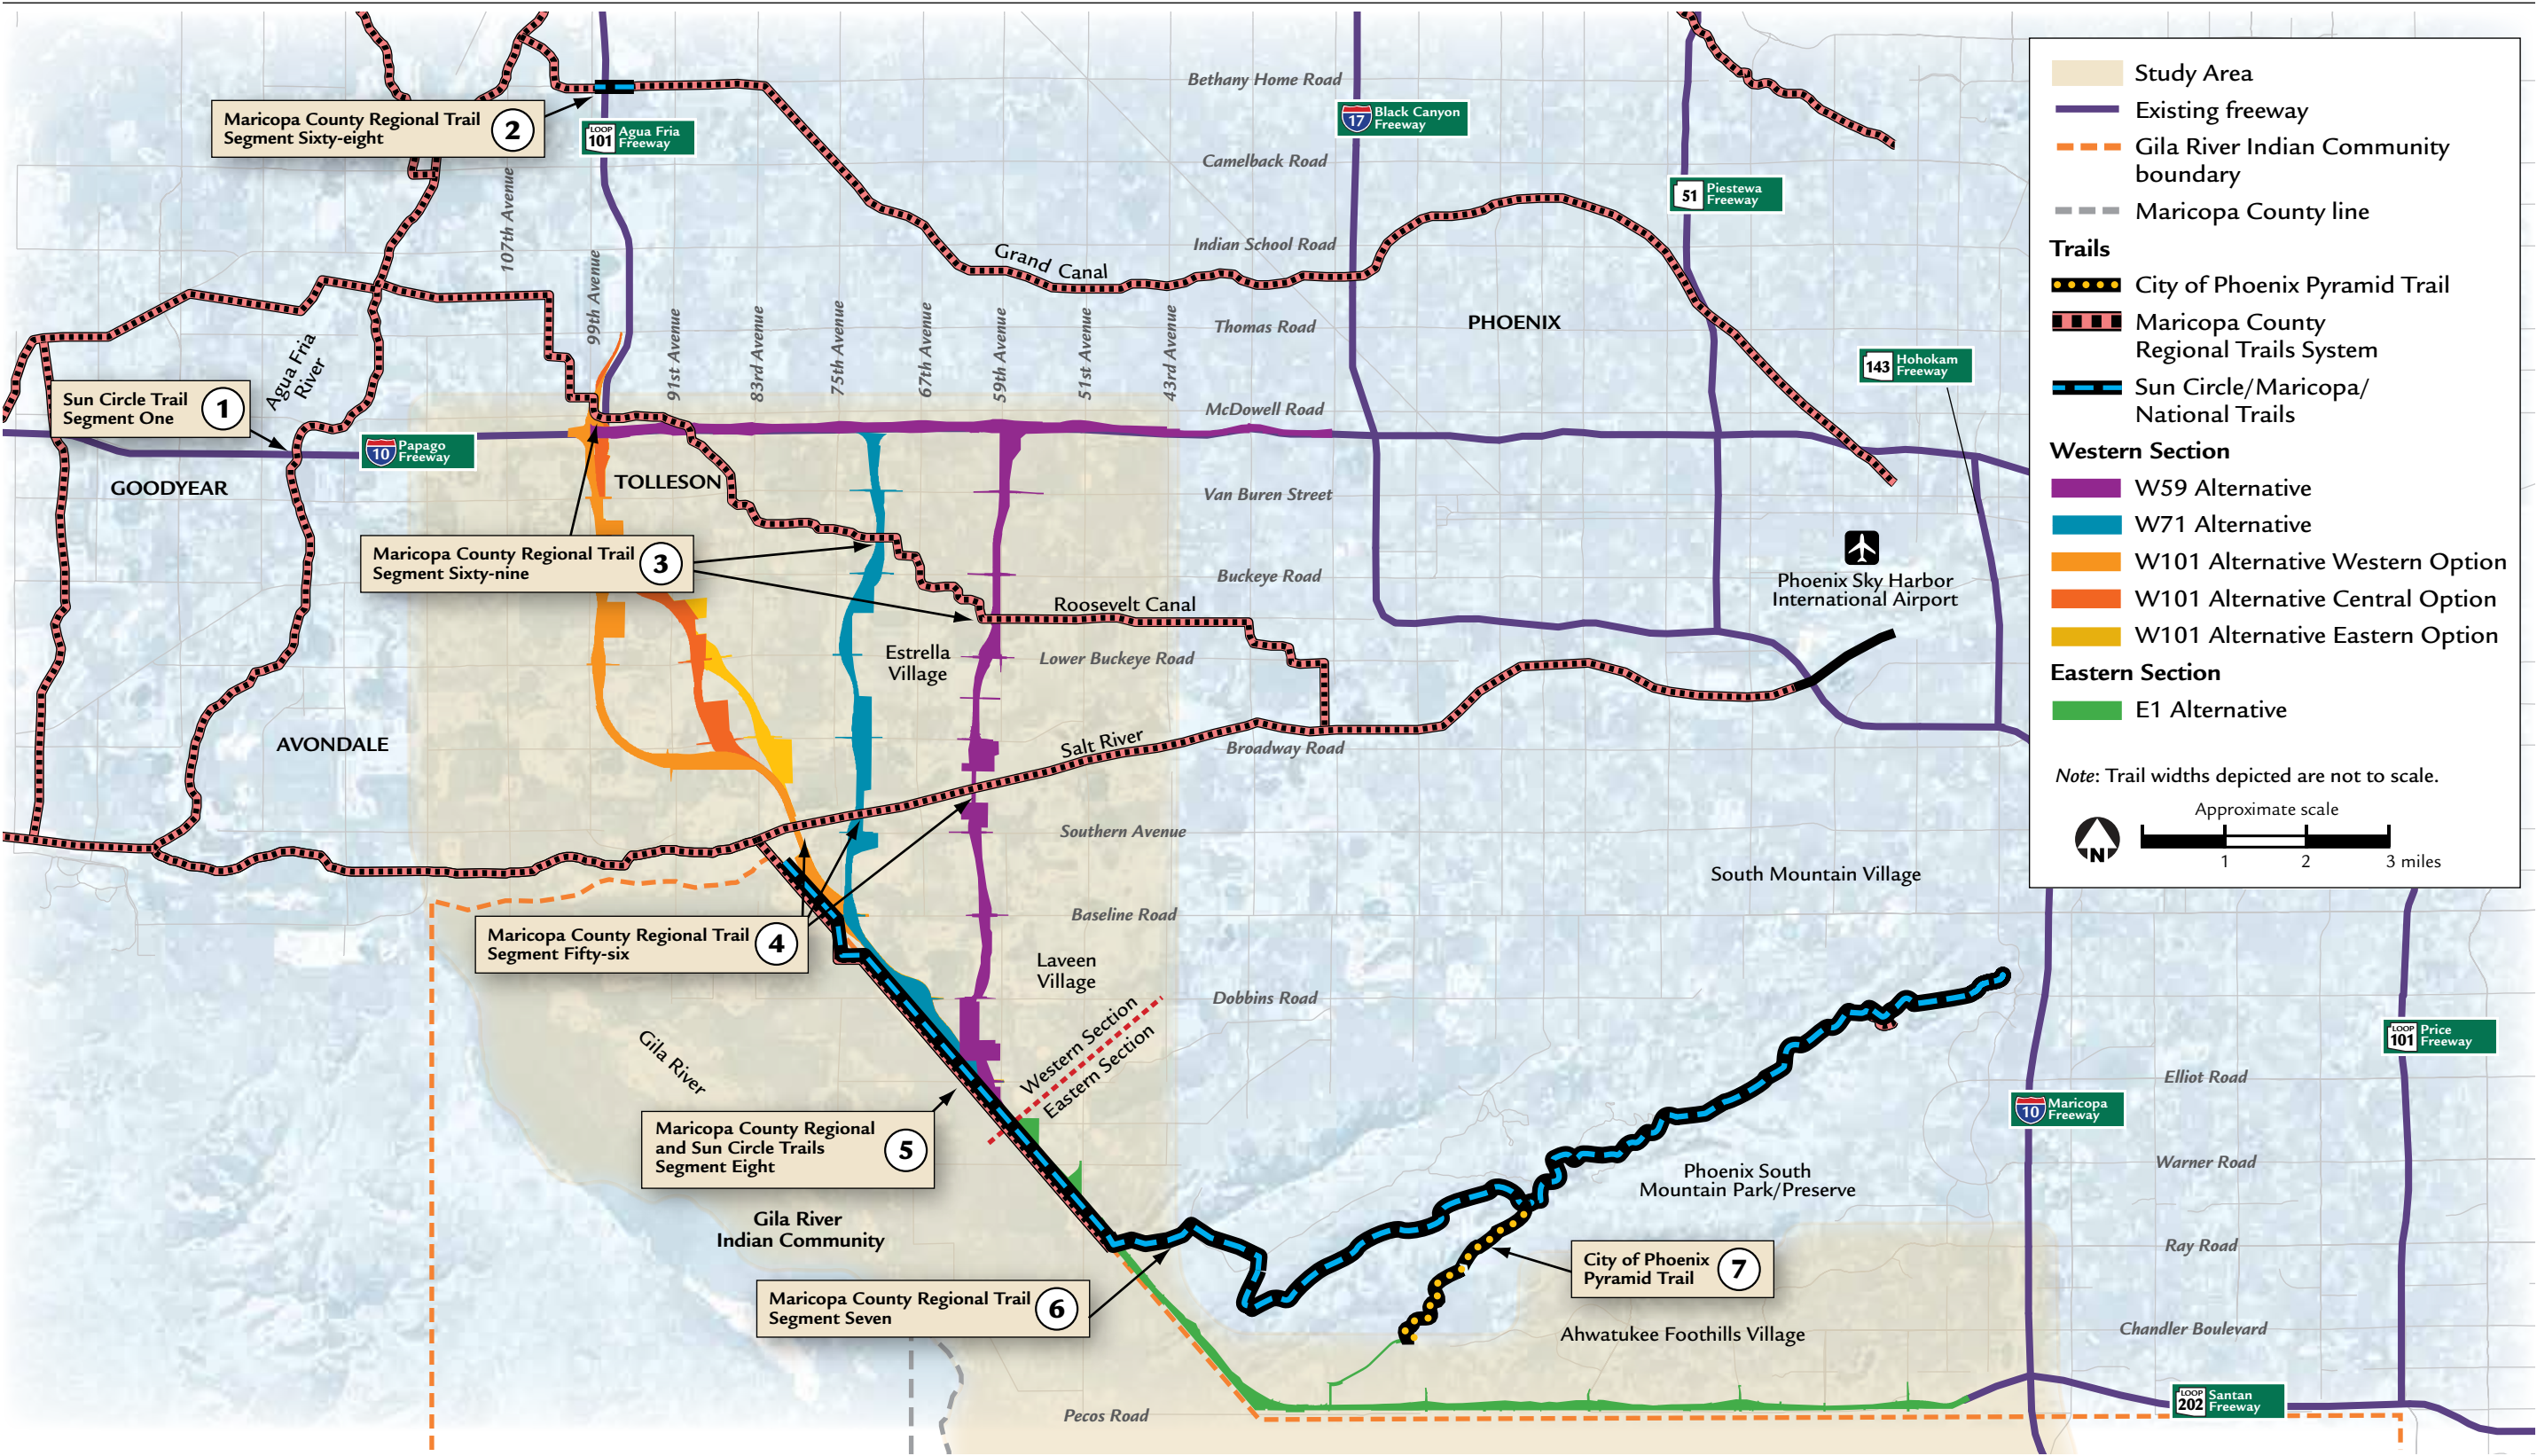 Bethany Home Road
Maricopa County Regional Trail
Segment Sixty-eight
2
LOOP
101
Agua Fria
Freeway
17
Black Canyon
Freeway
Camelback Road
51
Piestewa
Freeway
107th Avenue
99th Avenue
Grand Canal
Indian School Road
91st Avenue
83rd Avenue
75th Avenue
67th Avenue
59th Avenue
51st Avenue
43rd Avenue
Thomas Road
PHOENIX
143
Hohokam
Freeway
Agua Fria
River
Sun Circle Trail
Segment One
1
McDowell Road
10
Papago
Freeway
GOODYEAR
TOLLESON
Van Buren Street
Maricopa County Regional Trail
Segment Sixty-nine
3
Buckeye Road
Phoenix Sky Harbor
International Airport
Roosevelt Canal
Estrella
Village
Lower Buckeye Road
AVONDALE
Salt River
Broadway Road
Southern Avenue
South Mountain Village
Baseline Road
Maricopa County Regional Trail
Segment Fifty-six
4
Laveen
Village
Dobbins Road
Gila River
Western Section
Eastern Section
LOOP
101
Price
Freeway
Elliot Road
10
Maricopa
Freeway
Maricopa County Regional
and Sun Circle Trails
Segment Eight
5
Warner Road
Phoenix South
Mountain Park/Preserve
Gila River
Indian Community
Ray Road
City of Phoenix
Pyramid Trail
7
Maricopa County Regional Trail
Segment Seven
6
Ahwatukee Foothills Village
Chandler Boulevard
Pecos Road
LOOP
202
Santan
Freeway
Study Area
Existing freeway
Gila River Indian Community
boundary
Maricopa County line
Trails
City of Phoenix Pyramid Trail
Maricopa County
Regional Trails System
Sun Circle/Maricopa/
National Trails
Western Section
W59 Alternative
W71 Alternative
W101 Alternative Western Option
W101 Alternative Central Option
W101 Alternative Eastern Option
Eastern Section
E1 Alternative
Note: Trail widths depicted are not to scale.
Approximate scale
N
1 2 3 miles